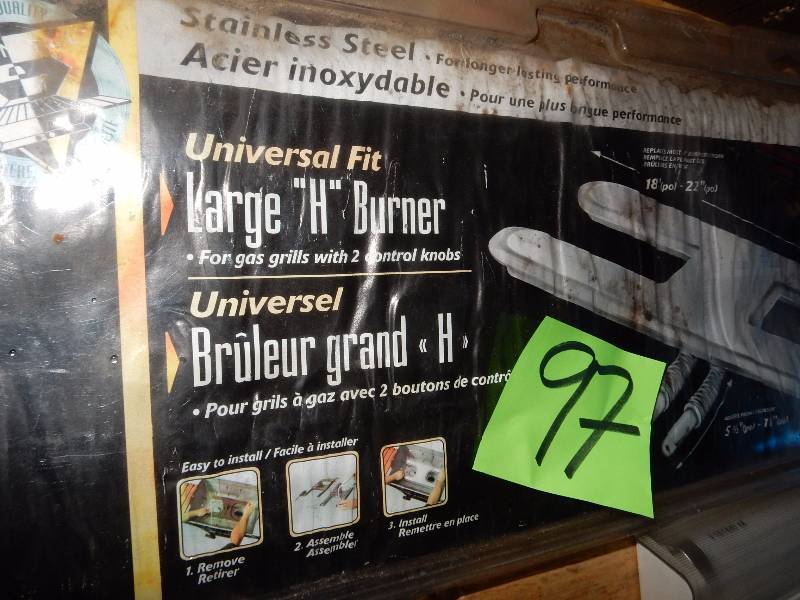 QUALITY
Stainless Steel • For longer lasting performance
Acier inoxydable • Pour une plus longue performance
Universal Fit
Large "H" Burner
• For gas grills with 2 control knobs
Universel
Brûleur grand « H »
• Pour grils à gaz avec 2 boutons de contrô
Easy to install / Facile à installer
1. Remove
Retirer
2. Assemble
Assembler
3. Install
Remettre en place
18"(po) - 22"(po)
97